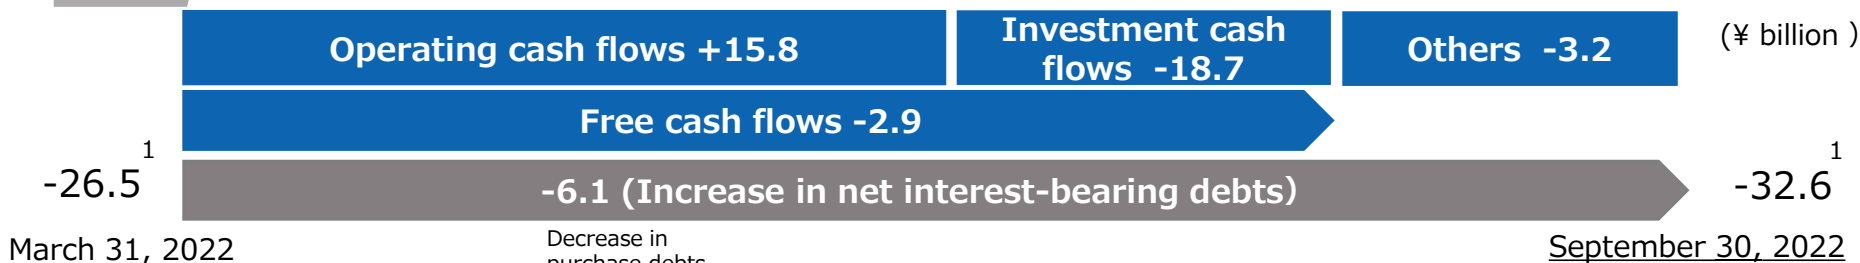 Operating cash flows +15.8
Investment cash
flows -18.7
Others -3.2
(¥ billion )
Free cash flows -2.9
-26.5 1
-6.1 (Increase in net interest-bearing debts)
-32.6 1
March 31, 2022
Decrease in
purchase debts
September 30, 2022